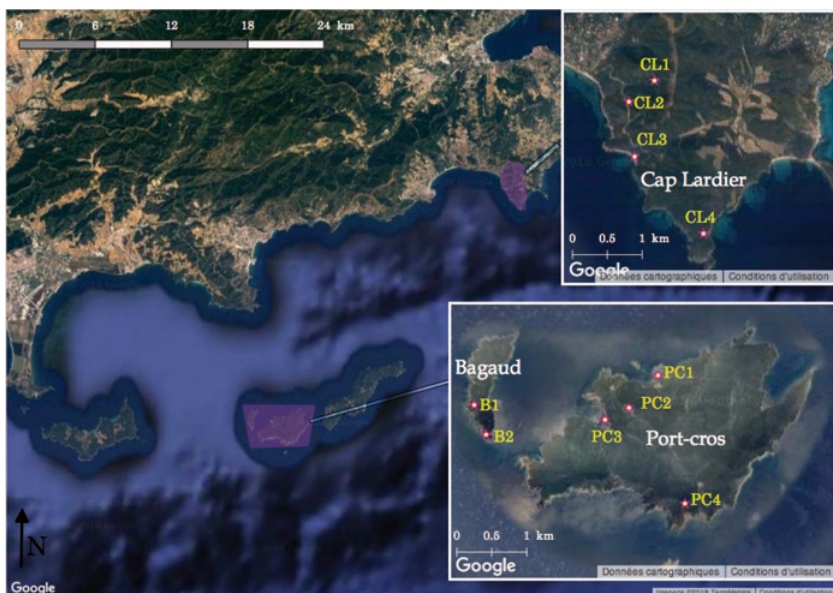 0 6 12 18 24 km
CL1
CL2
CL3
Cap Lardier
CL4
0 0.5 1 km
Google
Données cartographiques Conditions d'utilisation
Bagaud
PC1
B1
PC2
B2
PC3
Port-cros
PC4
0 0.5 1 km
Google
Données cartographiques Conditions d'utilisation
N
Google